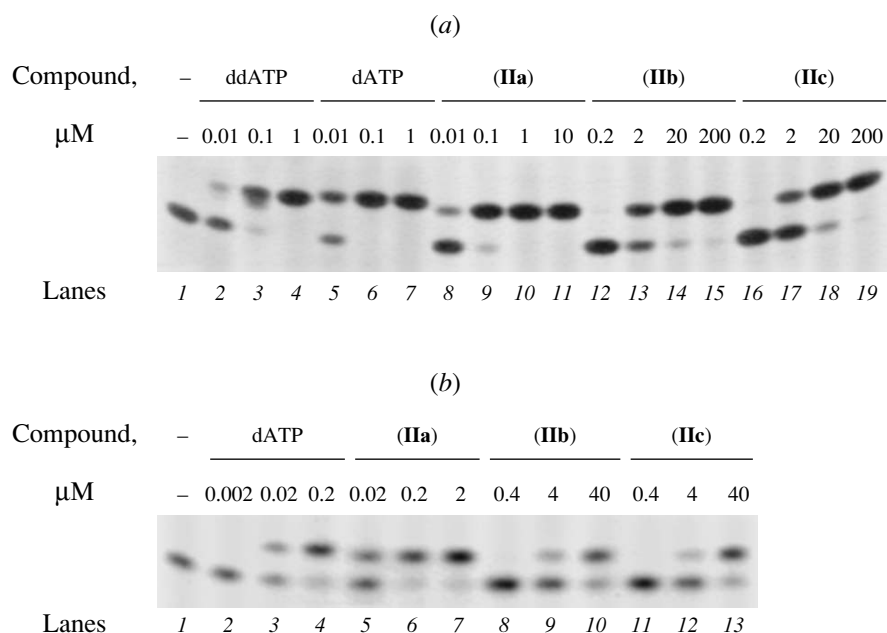 (a)
Compound, – ddATP dATP (IIa) (IIb) (IIc)
μM – 0.01 0.1 1 0.01 0.1 1 0.01 0.1 1 10 0.2 2 20 200 0.2 2 20 200
Lanes 1 2 3 4 5 6 7 8 9 10 11 12 13 14 15 16 17 18 19
(b)
Compound, – dATP (IIa) (IIb) (IIc)
μM – 0.002 0.02 0.2 0.02 0.2 2 0.4 4 40 0.4 4 40
Lanes 1 2 3 4 5 6 7 8 9 10 11 12 13